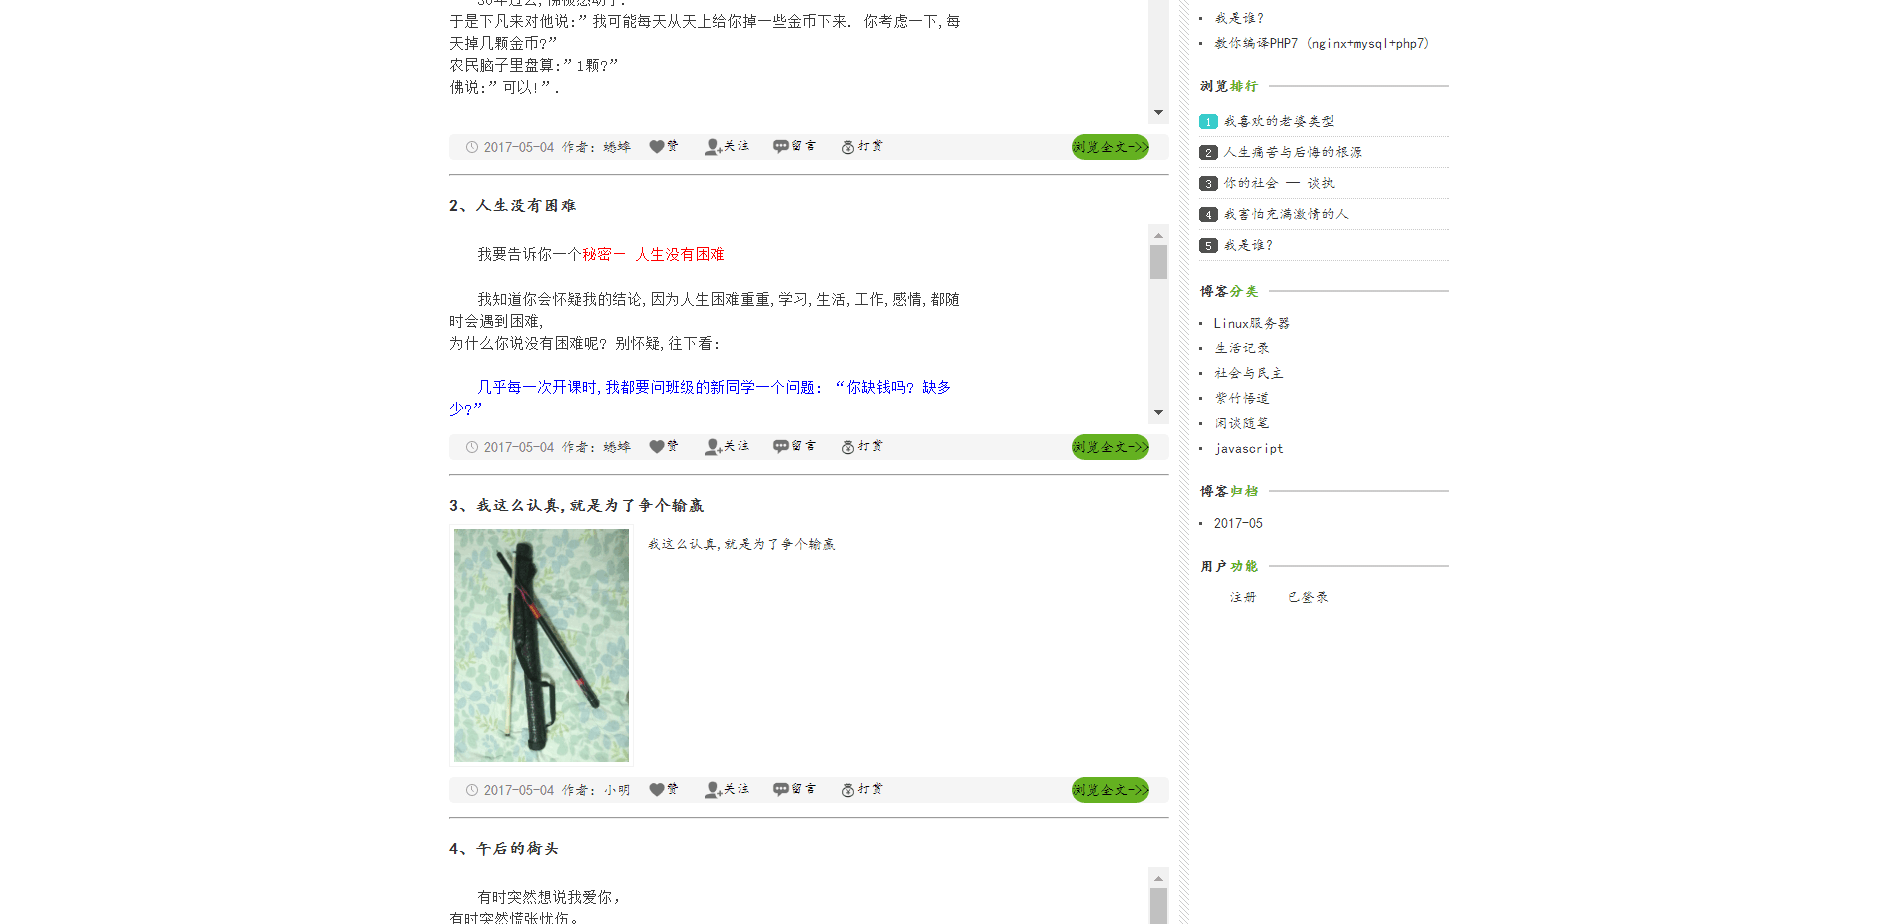 于是下凡来对他说:”我可能每天从天上给你掉一些金币下来. 你考虑一下,每
天掉几颗金币?”
农民脑子里盘算:”1颗?”
佛说:”可以!”.
2017-05-04 作者: 蟋蟀 赞 关注 留言 打赏 浏览全文->>
2、人生没有困难
我要告诉你一个秘密— 人生没有困难
我知道你会怀疑我的结论,因为人生困难重重,学习,生活,工作,感情,都随
时会遇到困难,
为什么你说没有困难呢? 别怀疑,往下看:
几乎每一次开课时,我都要问班级的新同学一个问题: “你缺钱吗? 缺多
少?”
2017-05-04 作者: 蟋蟀 赞 关注 留言 打赏 浏览全文->>
3、我这么认真,就是为了争个输赢
我这么认真,就是为了争个输赢
2017-05-04 作者: 小明 赞 关注 留言 打赏 浏览全文->>
4、午后的街头
有时突然想说我爱你,
有时突然慌张忧伤。
我是谁?
教你编译PHP7 (nginx+mysql+php7)
浏览排行
1 我喜欢的老婆类型
2 人生痛苦与后悔的根源
3 你的社会 — 谈执
4 我害怕充满激情的人
5 我是谁?
博客分类
Linux服务器
生活记录
社会与民主
紫竹悟道
闲谈随笔
javascript
博客归档
2017-05
用户功能
注册 已登录